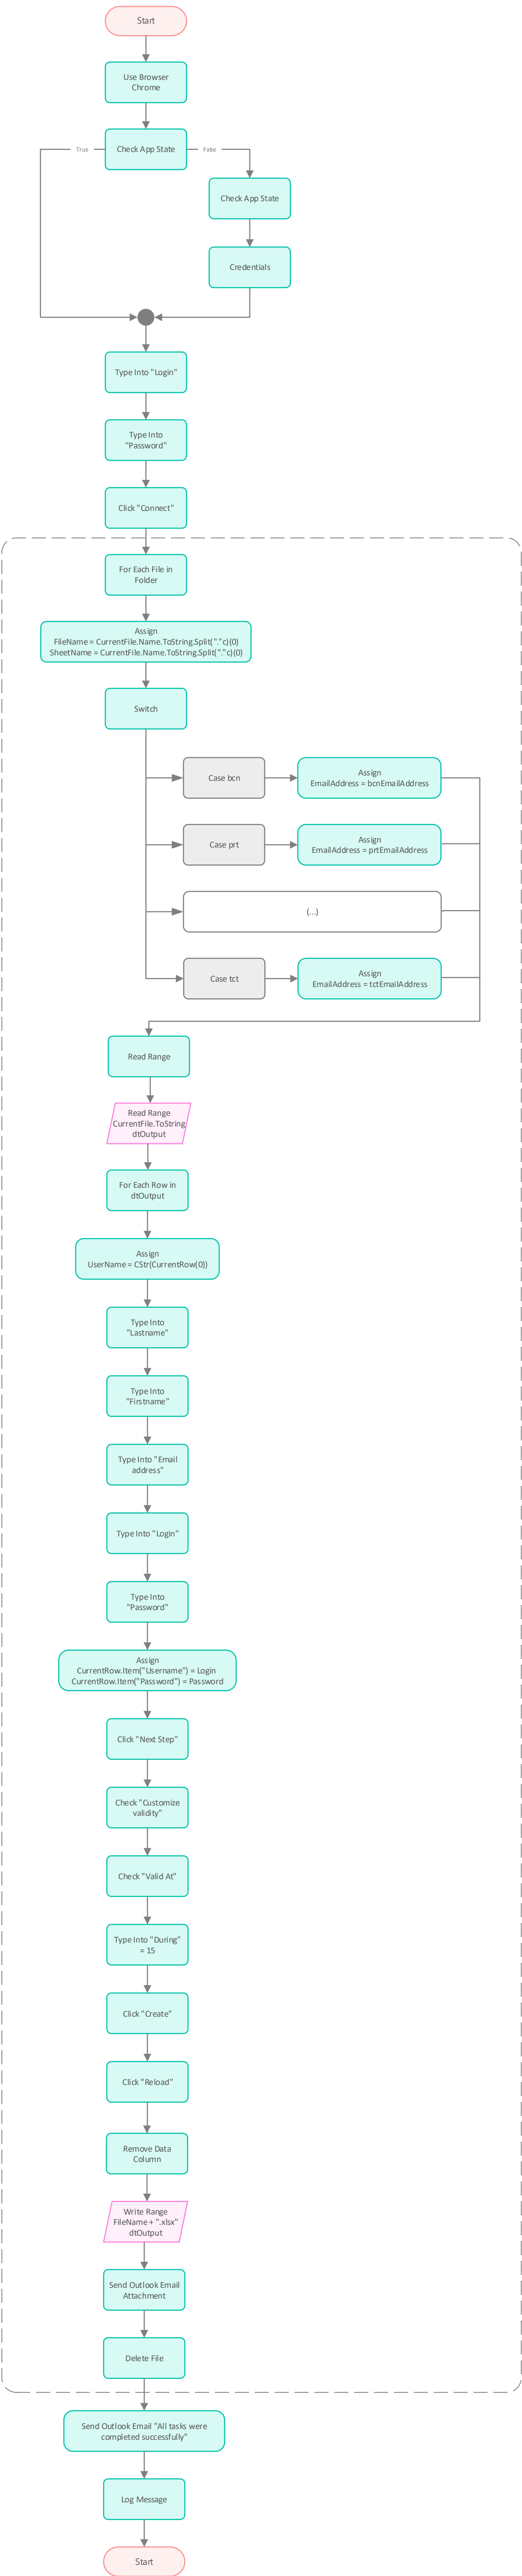 Start
Use Browser
Chrome
Check App State
True
False
Check App State
Credentials
Type Into "Login"
Type Into
"Password"
Click "Connect"
For Each File in
Folder
Assign
FileName = CurrentFile.Name.ToString.Split("."c)(0)
SheetName = CurrentFile.Name.ToString.Split("."c)(0)
Switch
Case bcn
Assign
EmailAddress = bcnEmailAddress
Case prt
Assign
EmailAddress = prtEmailAddress
(...)
Case tct
Assign
EmailAddress = tctEmailAddress
Read Range
Read Range
CurrentFile.ToString
dtOutput
For Each Row in
dtOutput
Assign
UserName = CStr(CurrentRow(0))
Type Into
"Lastname"
Type Into
"Firstname"
Type Into "Email
address"
Type Into "Login"
Type Into
"Password"
Assign
CurrentRow.Item("Username") = Login
CurrentRow.Item("Password") = Password
Click "Next Step"
Check "Customize
validity"
Check "Valid At"
Type Into "During"
= 15
Click "Create"
Click "Reload"
Remove Data
Column
Write Range
FileName + ".xlsx"
dtOutput
Send Outlook Email
Attachment
Delete File
Send Outlook Email "All tasks were
completed successfully"
Log Message
Start